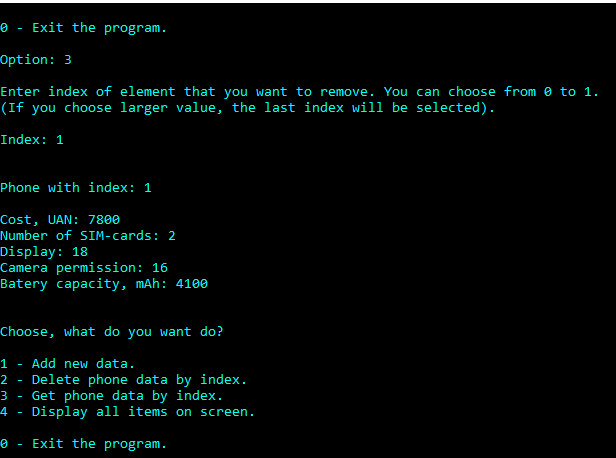 0 - Exit the program.
Option: 3
Enter index of element that you want to remove. You can choose from 0 to 1.
(If you choose larger value, the last index will be selected).
Index: 1
Phone with index: 1
Cost, UAN: 7800
Number of SIM-cards: 2
Display: 18
Camera permission: 16
Batery capacity, mAh: 4100
Choose, what do you want do?
1 - Add new data.
2 - Delete phone data by index.
3 - Get phone data by index.
4 - Display all items on screen.
0 - Exit the program.